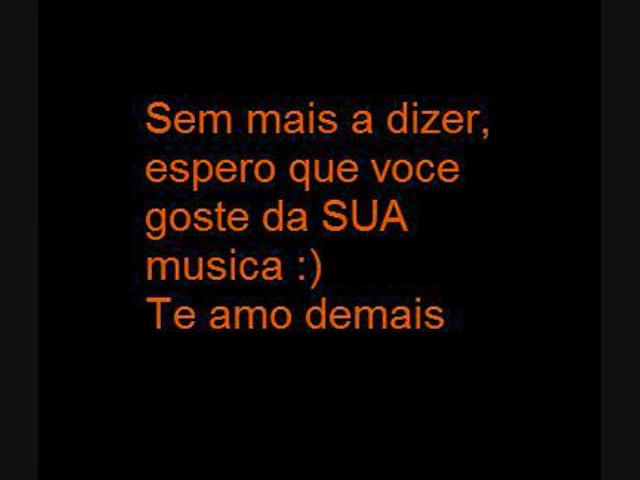 Sem mais a dizer,
espero que voce
goste da SUA
musica :)
Te amo demais